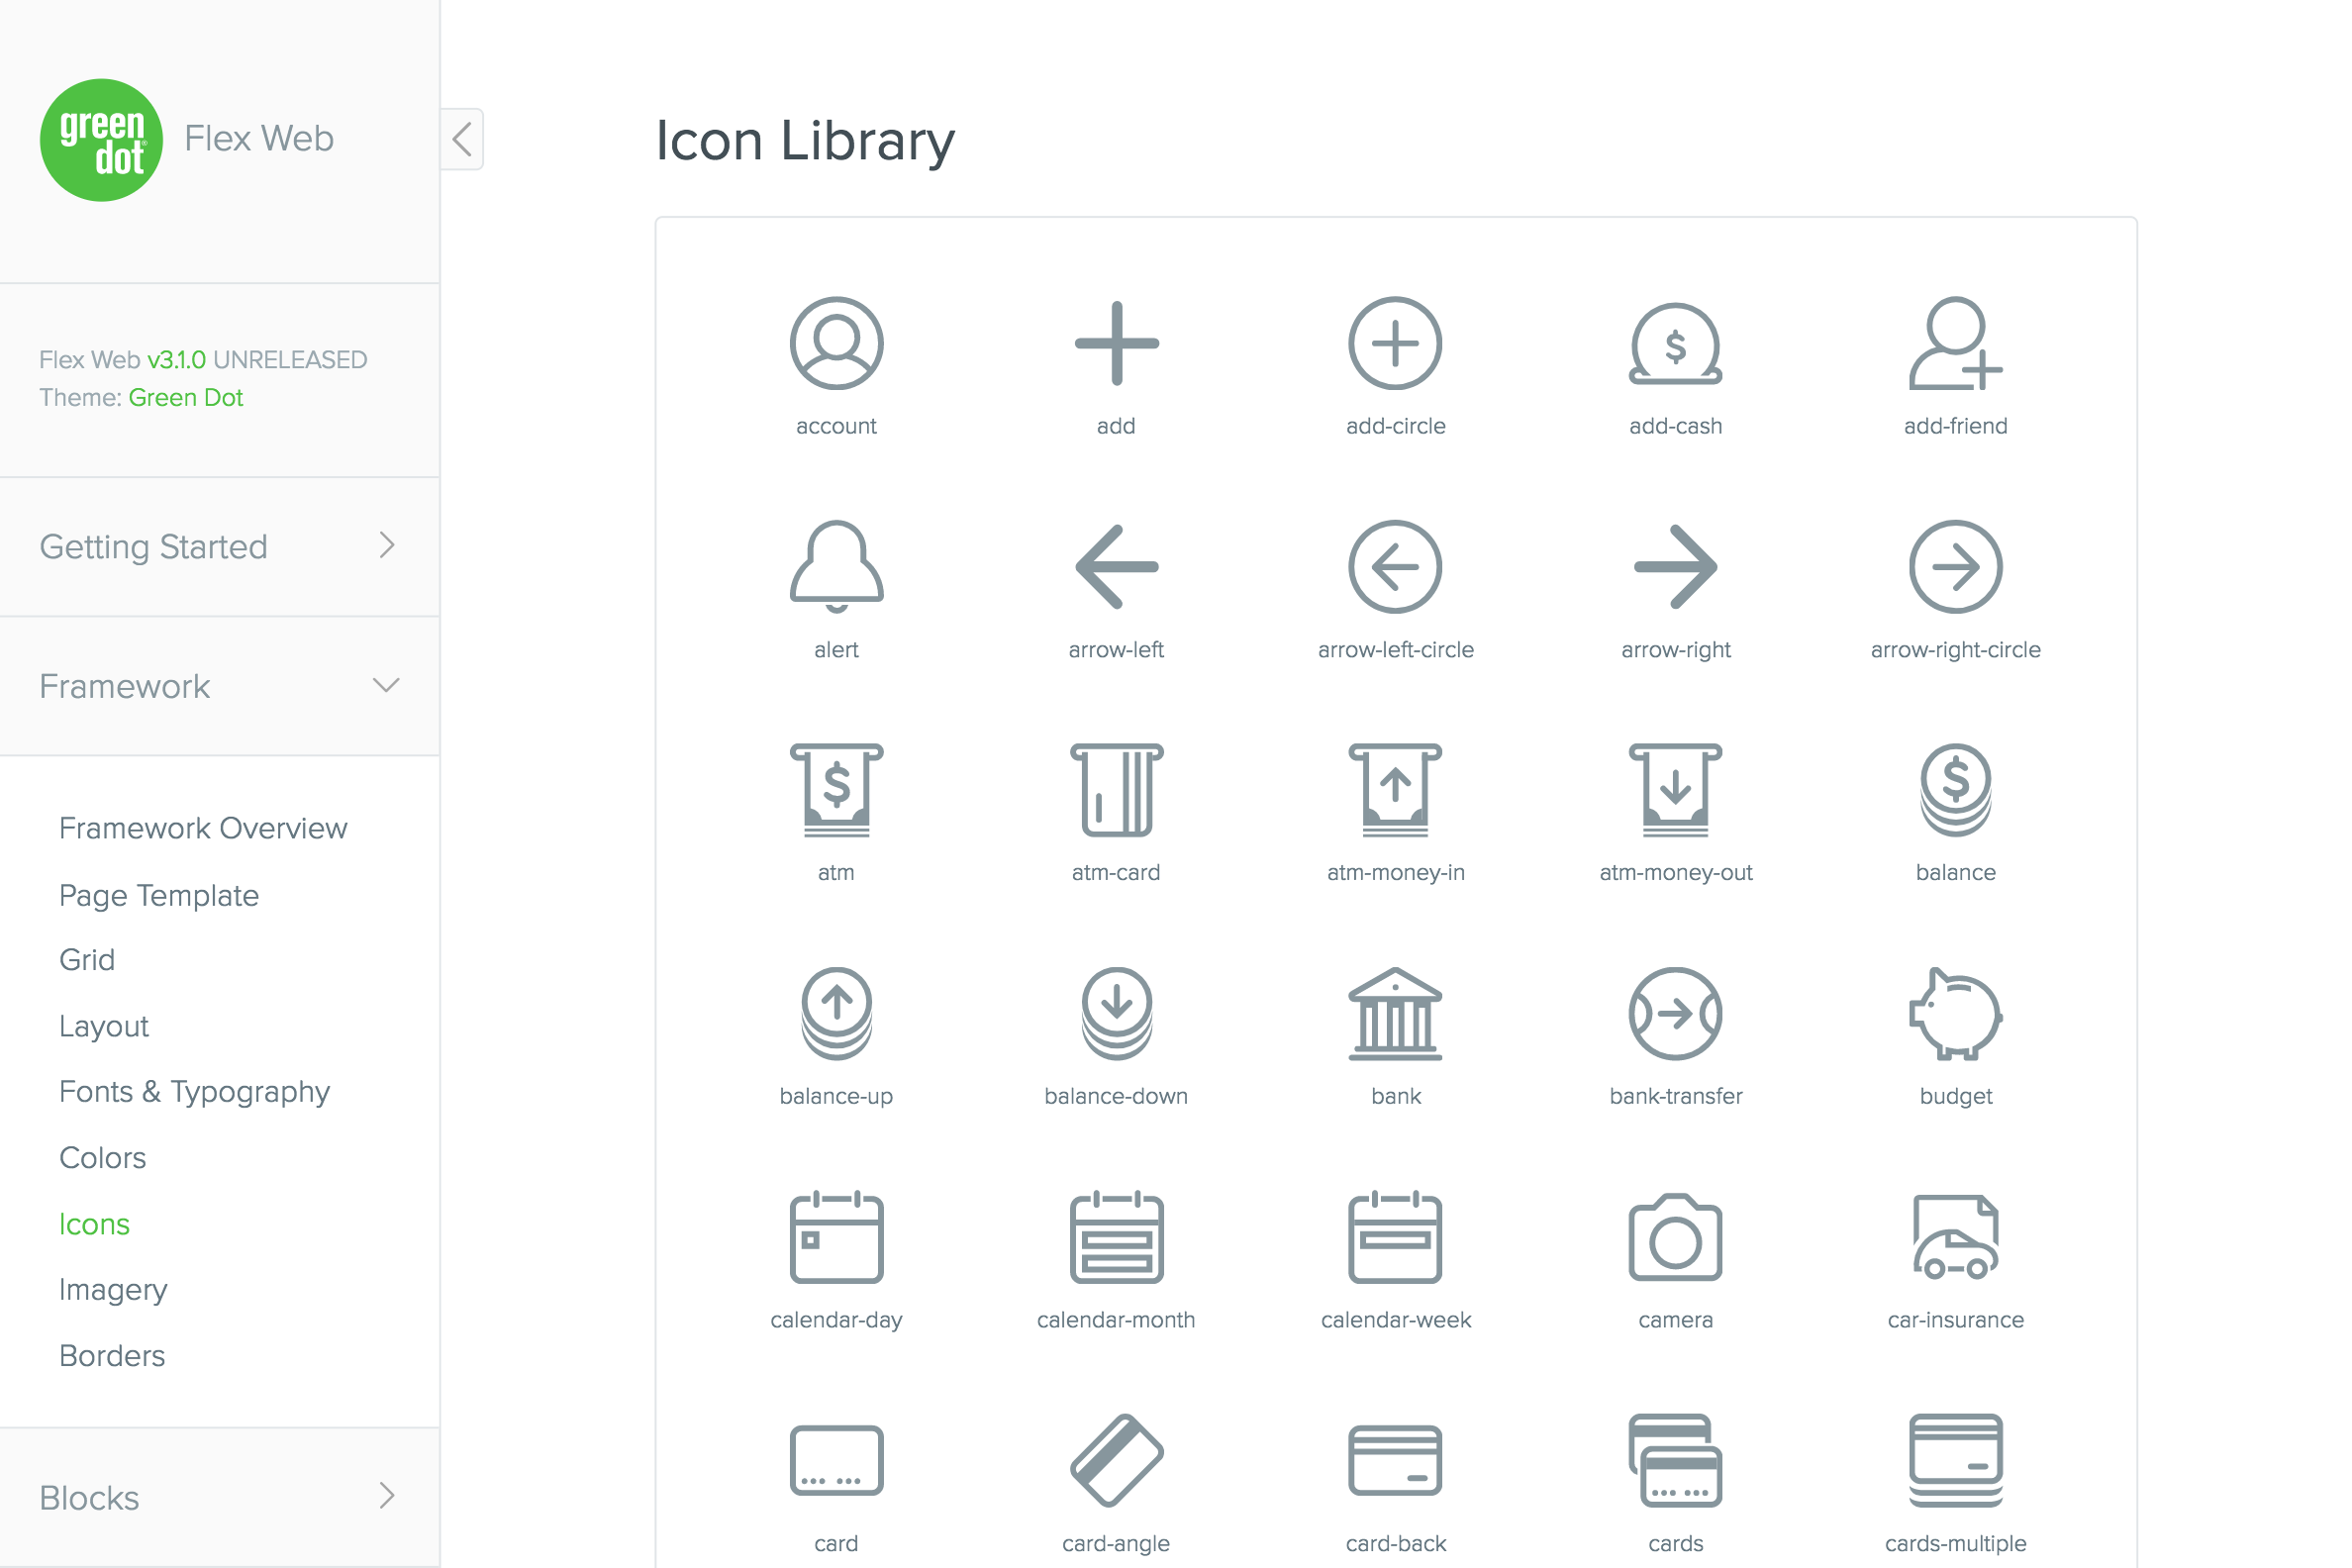 green
dot®
Flex Web
Flex Web v3.1.0 UNRELEASED
Theme: Green Dot
Getting Started
Framework
Framework Overview
Page Template
Grid
Layout
Fonts & Typography
Colors
Icons
Imagery
Borders
Blocks
Icon Library
account
add
add-circle
add-cash
add-friend
alert
arrow-left
arrow-left-circle
arrow-right
arrow-right-circle
atm
atm-card
atm-money-in
atm-money-out
balance
balance-up
balance-down
bank
bank-transfer
budget
calendar-day
calendar-month
calendar-week
camera
car-insurance
card
card-angle
card-back
cards
cards-multiple